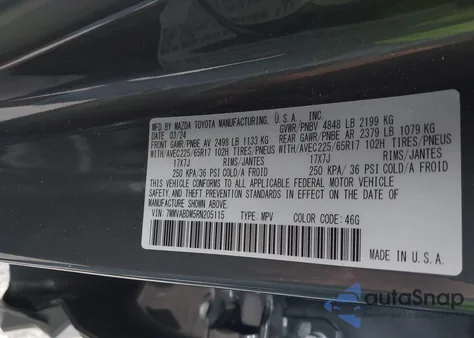 MFD. BY MAZDA TOYOTA MANUFACTURING, U.S.A., INC.
03/24 GVWR/PNBV 4848 LB 2199 KG
FRONT GAWR/PNBE AV 2498 LB 1133 KG REAR GAWR/PNBE AR 2379 LB 1079 KG
WITH/AVEC225/65R17 102H TIRES/PNEUS WITH/AVEC225/65R17 102H TIRES/PNEUS
17X7J RIMS/JANTES 17X7J RIMS/JANTES
250 KPA/36 PSI COLD/A FROID 250 KPA/36 PSI COLD/A FROID
THIS VEHICLE CONFORMS TO ALL APPLICABLE FEDERAL MOTOR VEHICLE
SAFETY AND THEFT PREVENTION STANDARDS IN EFFECT ON THE DATE OF
MANUFACTURE SHOWN ABOVE.
VIN: 7MMVABDM5RN205115 TYPE: MPV COLOR CODE: 46G
MADE IN U.S.A.
autaSnap